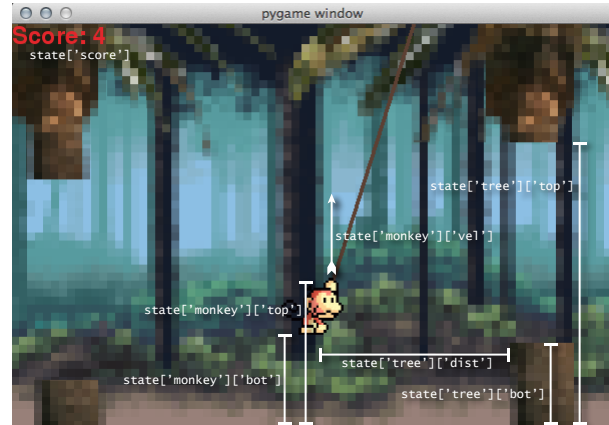 pygame window
Score: 4
state['score']
state['tree']['top']
state['monkey']['vel']
state['monkey']['top']
state['tree']['dist']
state['monkey']['bot']
state['tree']['bot']